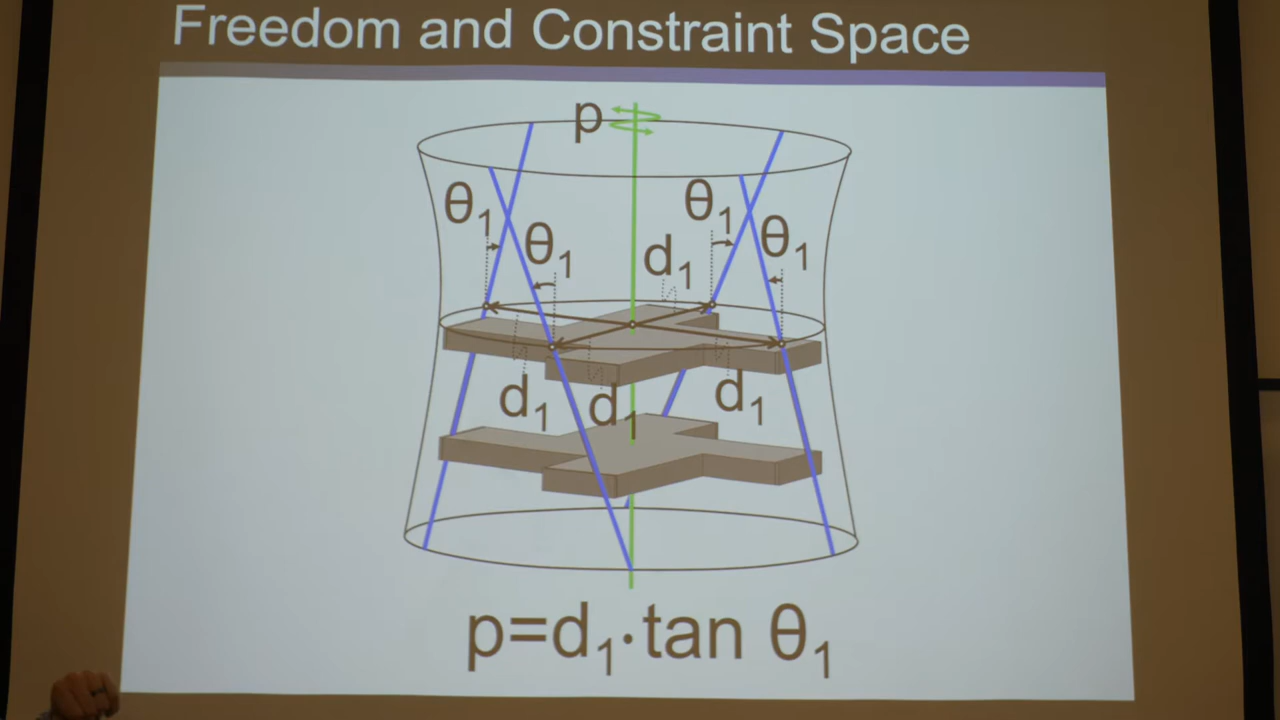 Freedom and Constraint Space
p
θ₁
θ₁
θ₁
θ₁
d₁
d₁
d₁
d₁
p=d₁·tan θ₁